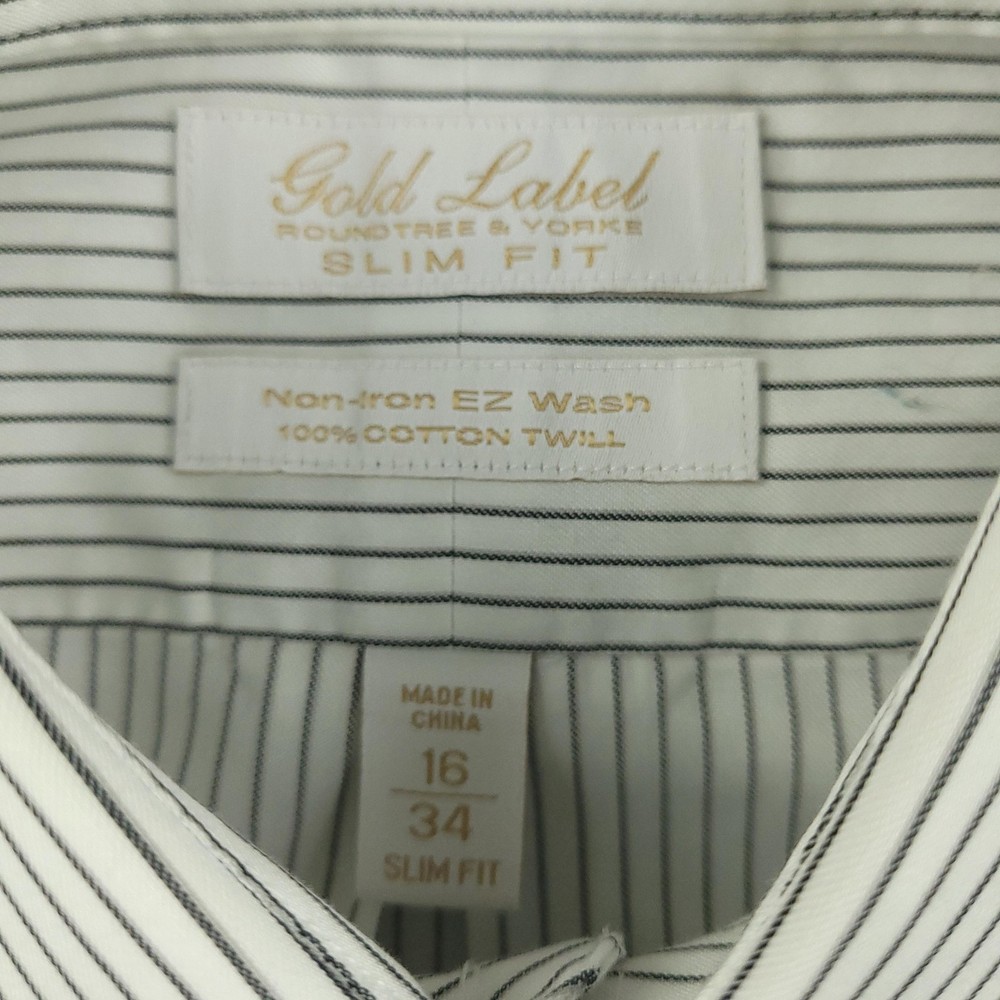 Gold Label
ROUNDTREE & YORKE
SLIM FIT
Non-Iron EZ Wash
100% COTTON TWILL
MADE IN
CHINA
16
34
SLIM FIT